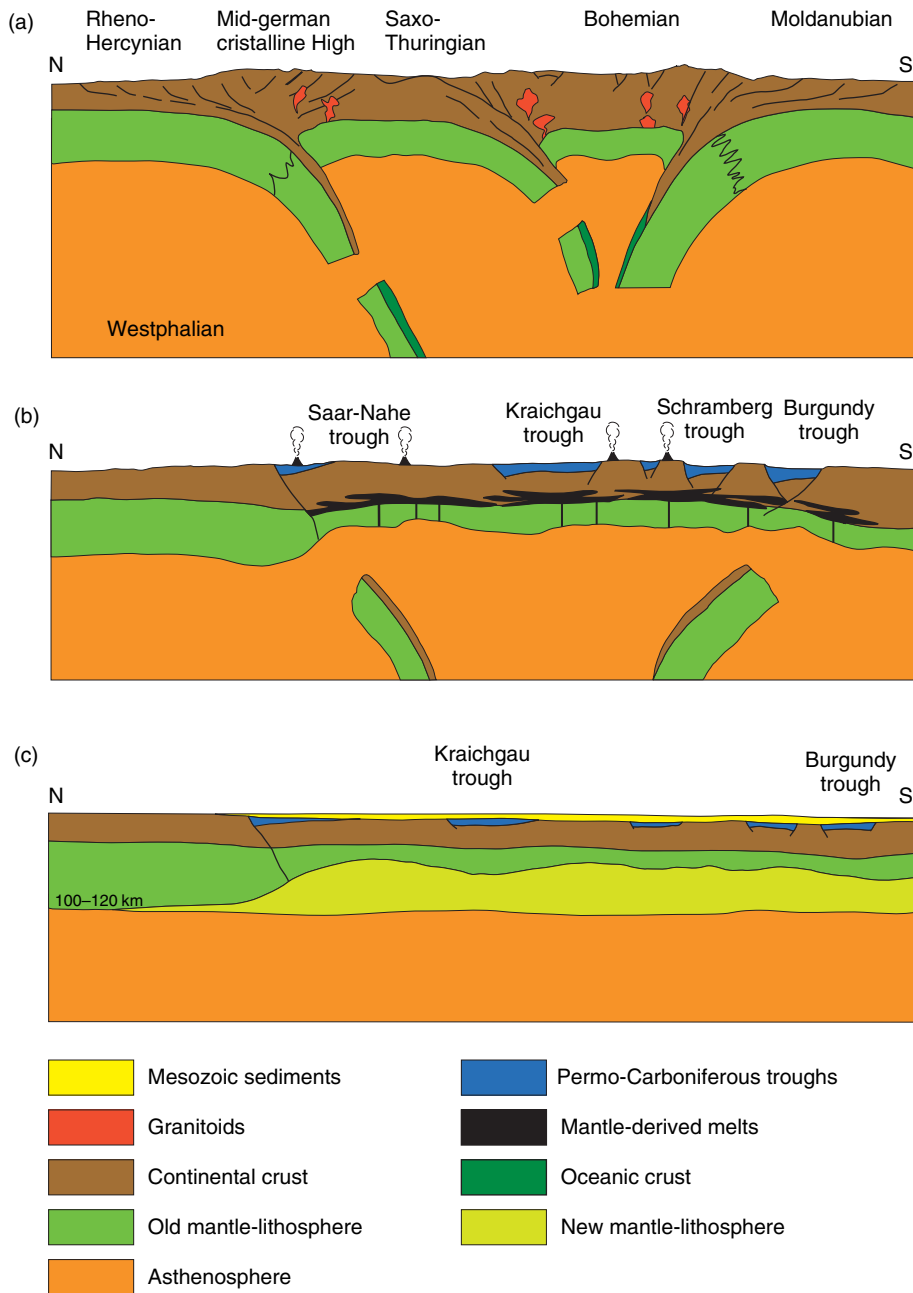 (a)
Rheno-
Hercynian
Mid-german
cristalline High
Saxo-
Thuringian
Bohemian
Moldanubian
N
S
Westphalian
(b)
Saar-Nahe
trough
Kraichgau
trough
Schramberg
trough
Burgundy
trough
N
S
(c)
Kraichgau
trough
Burgundy
trough
N
S
100–120 km
Mesozoic sediments
Permo-Carboniferous troughs
Granitoids
Mantle-derived melts
Continental crust
Oceanic crust
Old mantle-lithosphere
New mantle-lithosphere
Asthenosphere